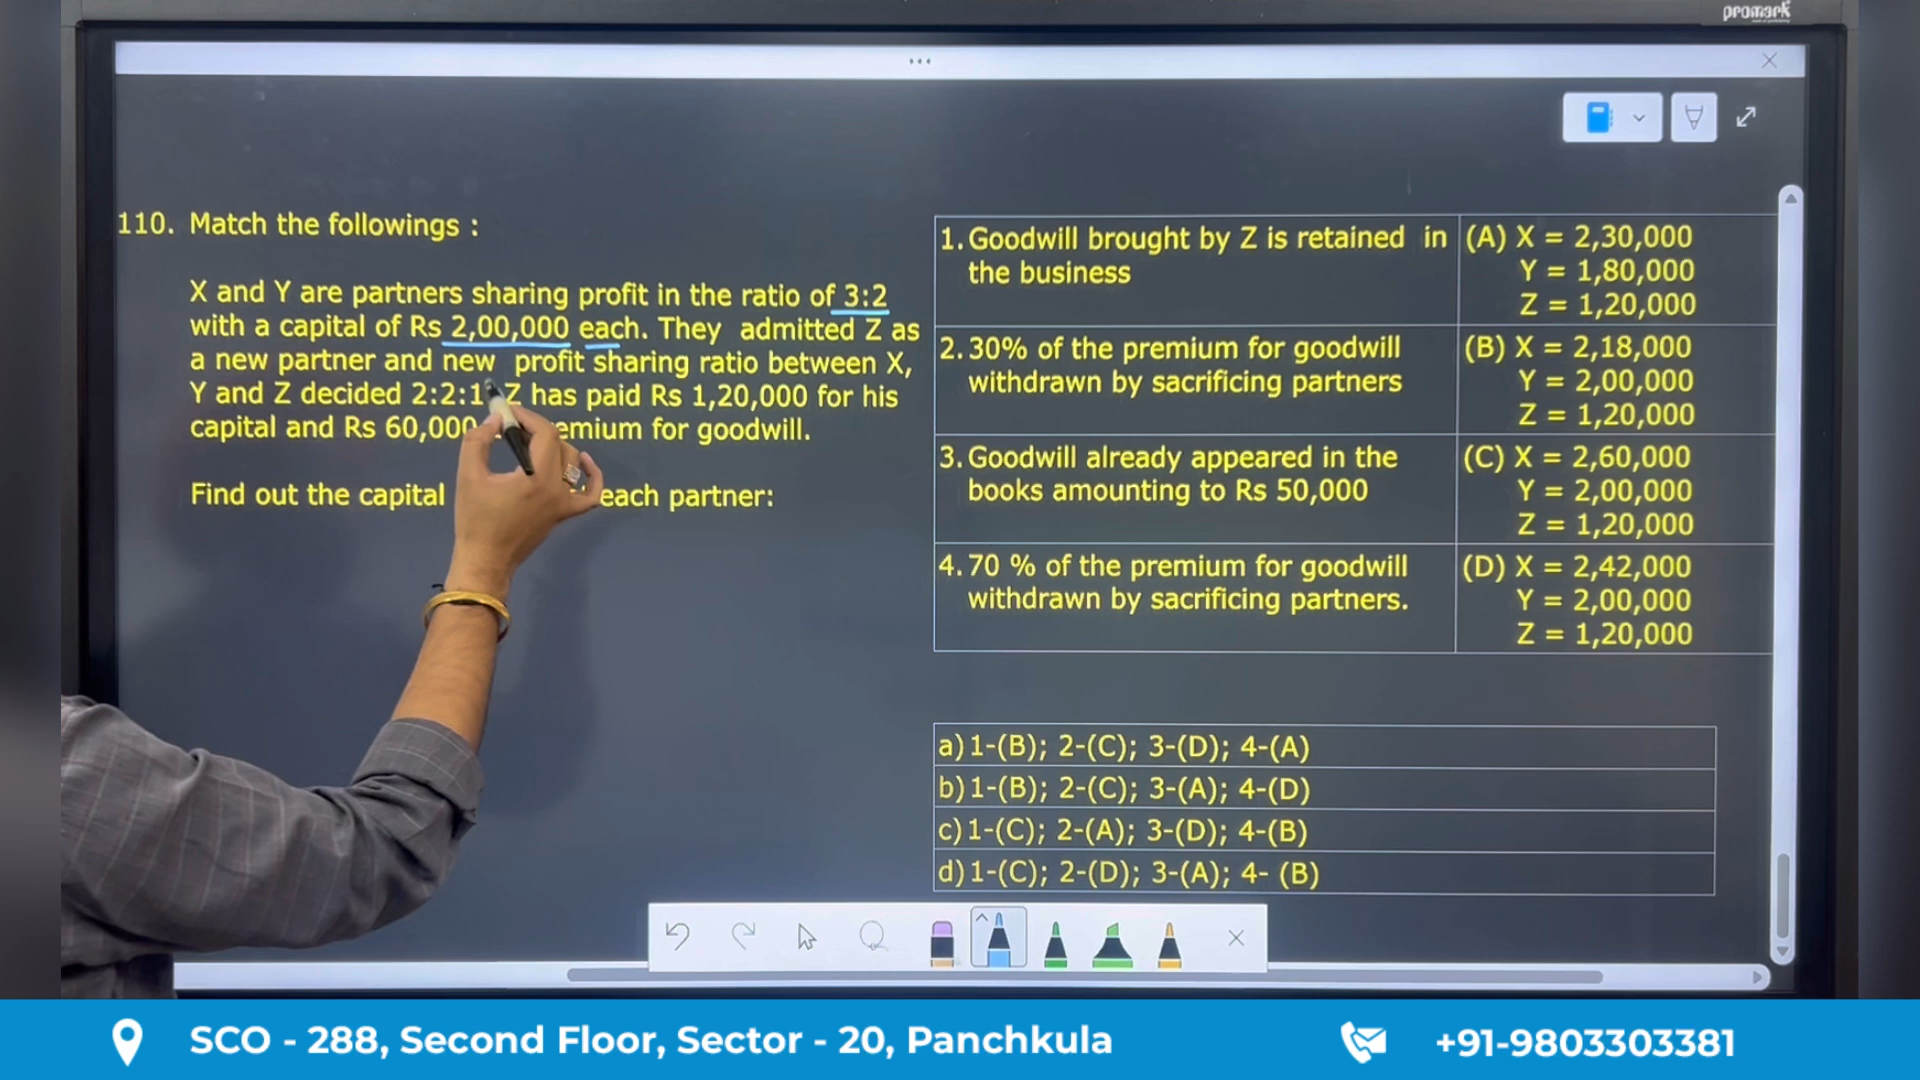 promark
110. Match the followings :
X and Y are partners sharing profit in the ratio of 3:2
with a capital of Rs 2,00,000 each. They admitted Z as
a new partner and new profit sharing ratio between X,
Y and Z decided 2:2:1 Z has paid Rs 1,20,000 for his
capital and Rs 60,000 emium for goodwill.
Find out the capital each partner:
1. Goodwill brought by Z is retained in
the business
(A) X = 2,30,000
Y = 1,80,000
Z = 1,20,000
2. 30% of the premium for goodwill
withdrawn by sacrificing partners
(B) X = 2,18,000
Y = 2,00,000
Z = 1,20,000
3. Goodwill already appeared in the
books amounting to Rs 50,000
(C) X = 2,60,000
Y = 2,00,000
Z = 1,20,000
4. 70 % of the premium for goodwill
withdrawn by sacrificing partners.
(D) X = 2,42,000
Y = 2,00,000
Z = 1,20,000
a) 1-(B); 2-(C); 3-(D); 4-(A)
b) 1-(B); 2-(C); 3-(A); 4-(D)
c) 1-(C); 2-(A); 3-(D); 4-(B)
d) 1-(C); 2-(D); 3-(A); 4- (B)
SCO - 288, Second Floor, Sector - 20, Panchkula
+91-9803303381